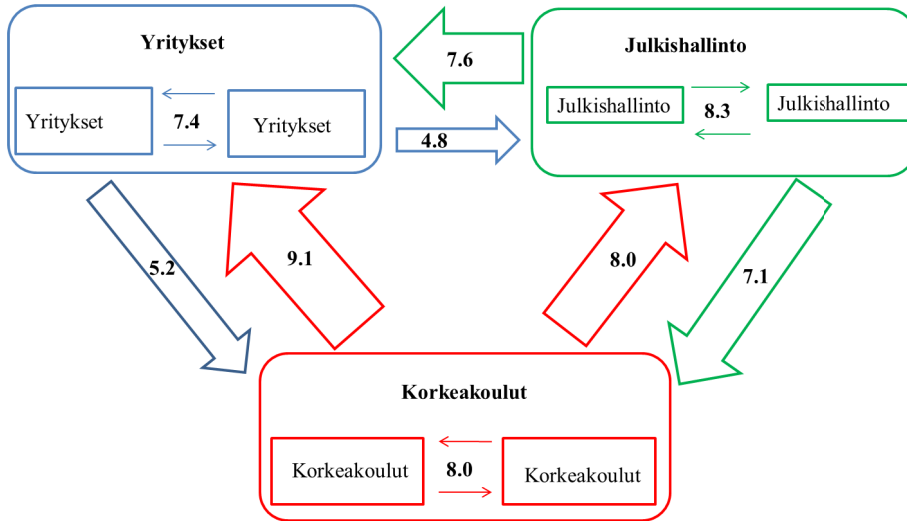 Yritykset
7.6
Julkishallinto
Yritykset
7.4
Yritykset
Julkishallinto
8.3
Julkishallinto
4.8
5.2
9.1
8.0
7.1
Korkeakoulut
Korkeakoulut
8.0
Korkeakoulut